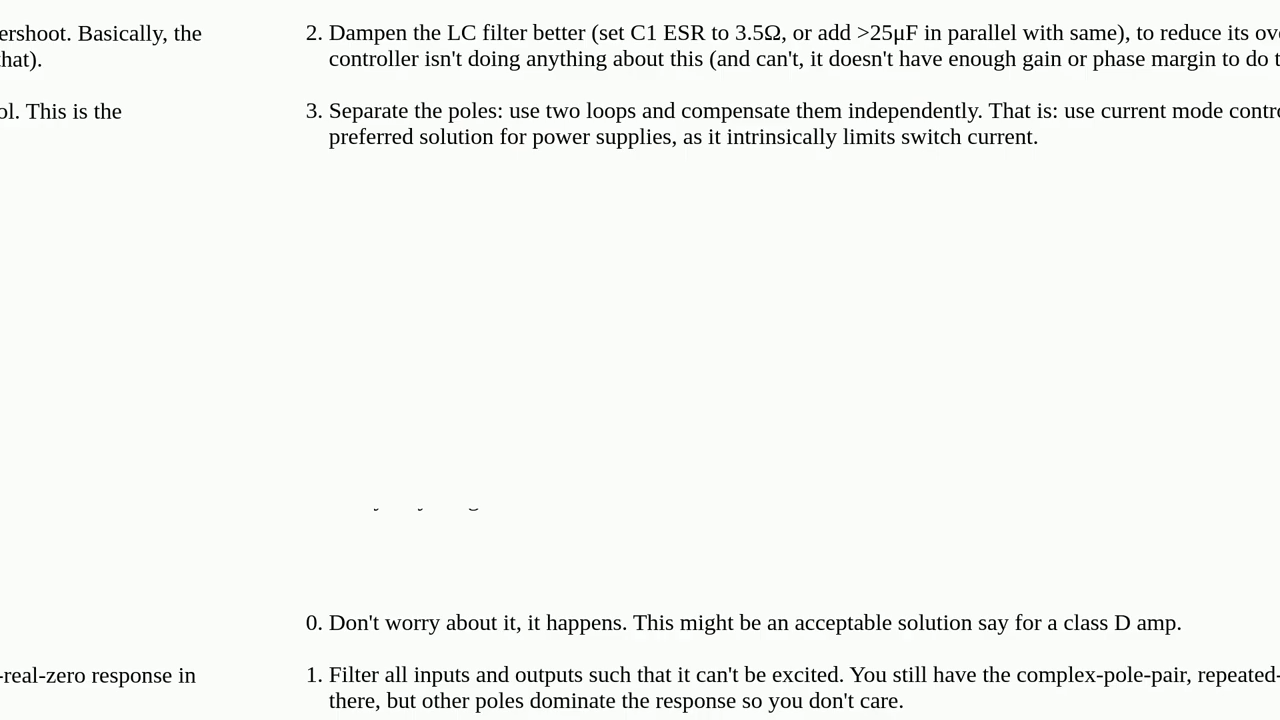 ershoot. Basically, the
hat).
ol. This is the
2. Dampen the LC filter better (set C1 ESR to 3.5Ω, or add >25μF in parallel with same), to reduce its ov
controller isn't doing anything about this (and can't, it doesn't have enough gain or phase margin to do t
3. Separate the poles: use two loops and compensate them independently. That is: use current mode contr
preferred solution for power supplies, as it intrinsically limits switch current.
0. Don't worry about it, it happens. This might be an acceptable solution say for a class D amp.
-real-zero response in
1. Filter all inputs and outputs such that it can't be excited. You still have the complex-pole-pair, repeated-
there, but other poles dominate the response so you don't care.